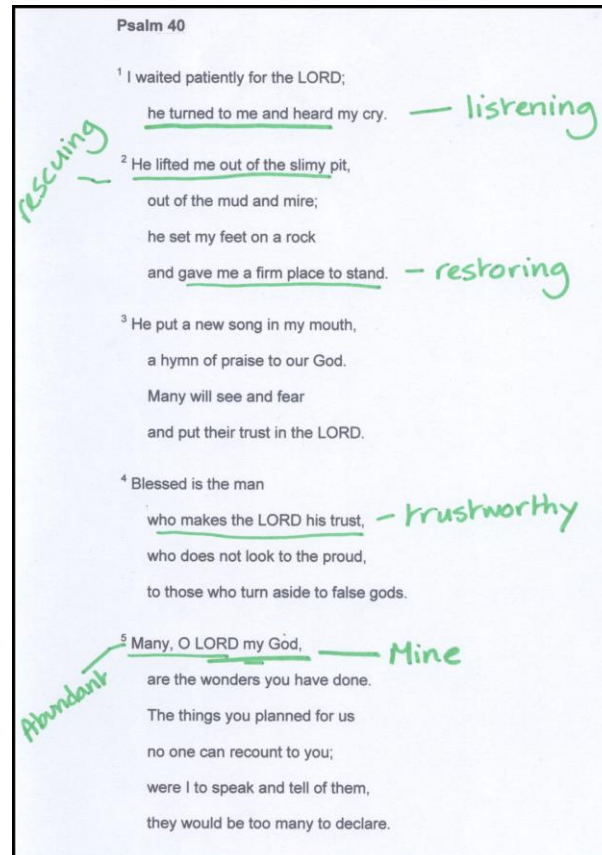 Psalm 40
1 I waited patiently for the LORD;
he turned to me and heard my cry. — listening
rescuing
2 He lifted me out of the slimy pit,
out of the mud and mire;
he set my feet on a rock
and gave me a firm place to stand. — restoring
3 He put a new song in my mouth,
a hymn of praise to our God.
Many will see and fear
and put their trust in the LORD.
4 Blessed is the man
who makes the LORD his trust, — trustworthy
who does not look to the proud,
to those who turn aside to false gods.
5 Many, O LORD my God, — Mine
Abundant
are the wonders you have done.
The things you planned for us
no one can recount to you;
were I to speak and tell of them,
they would be too many to declare.